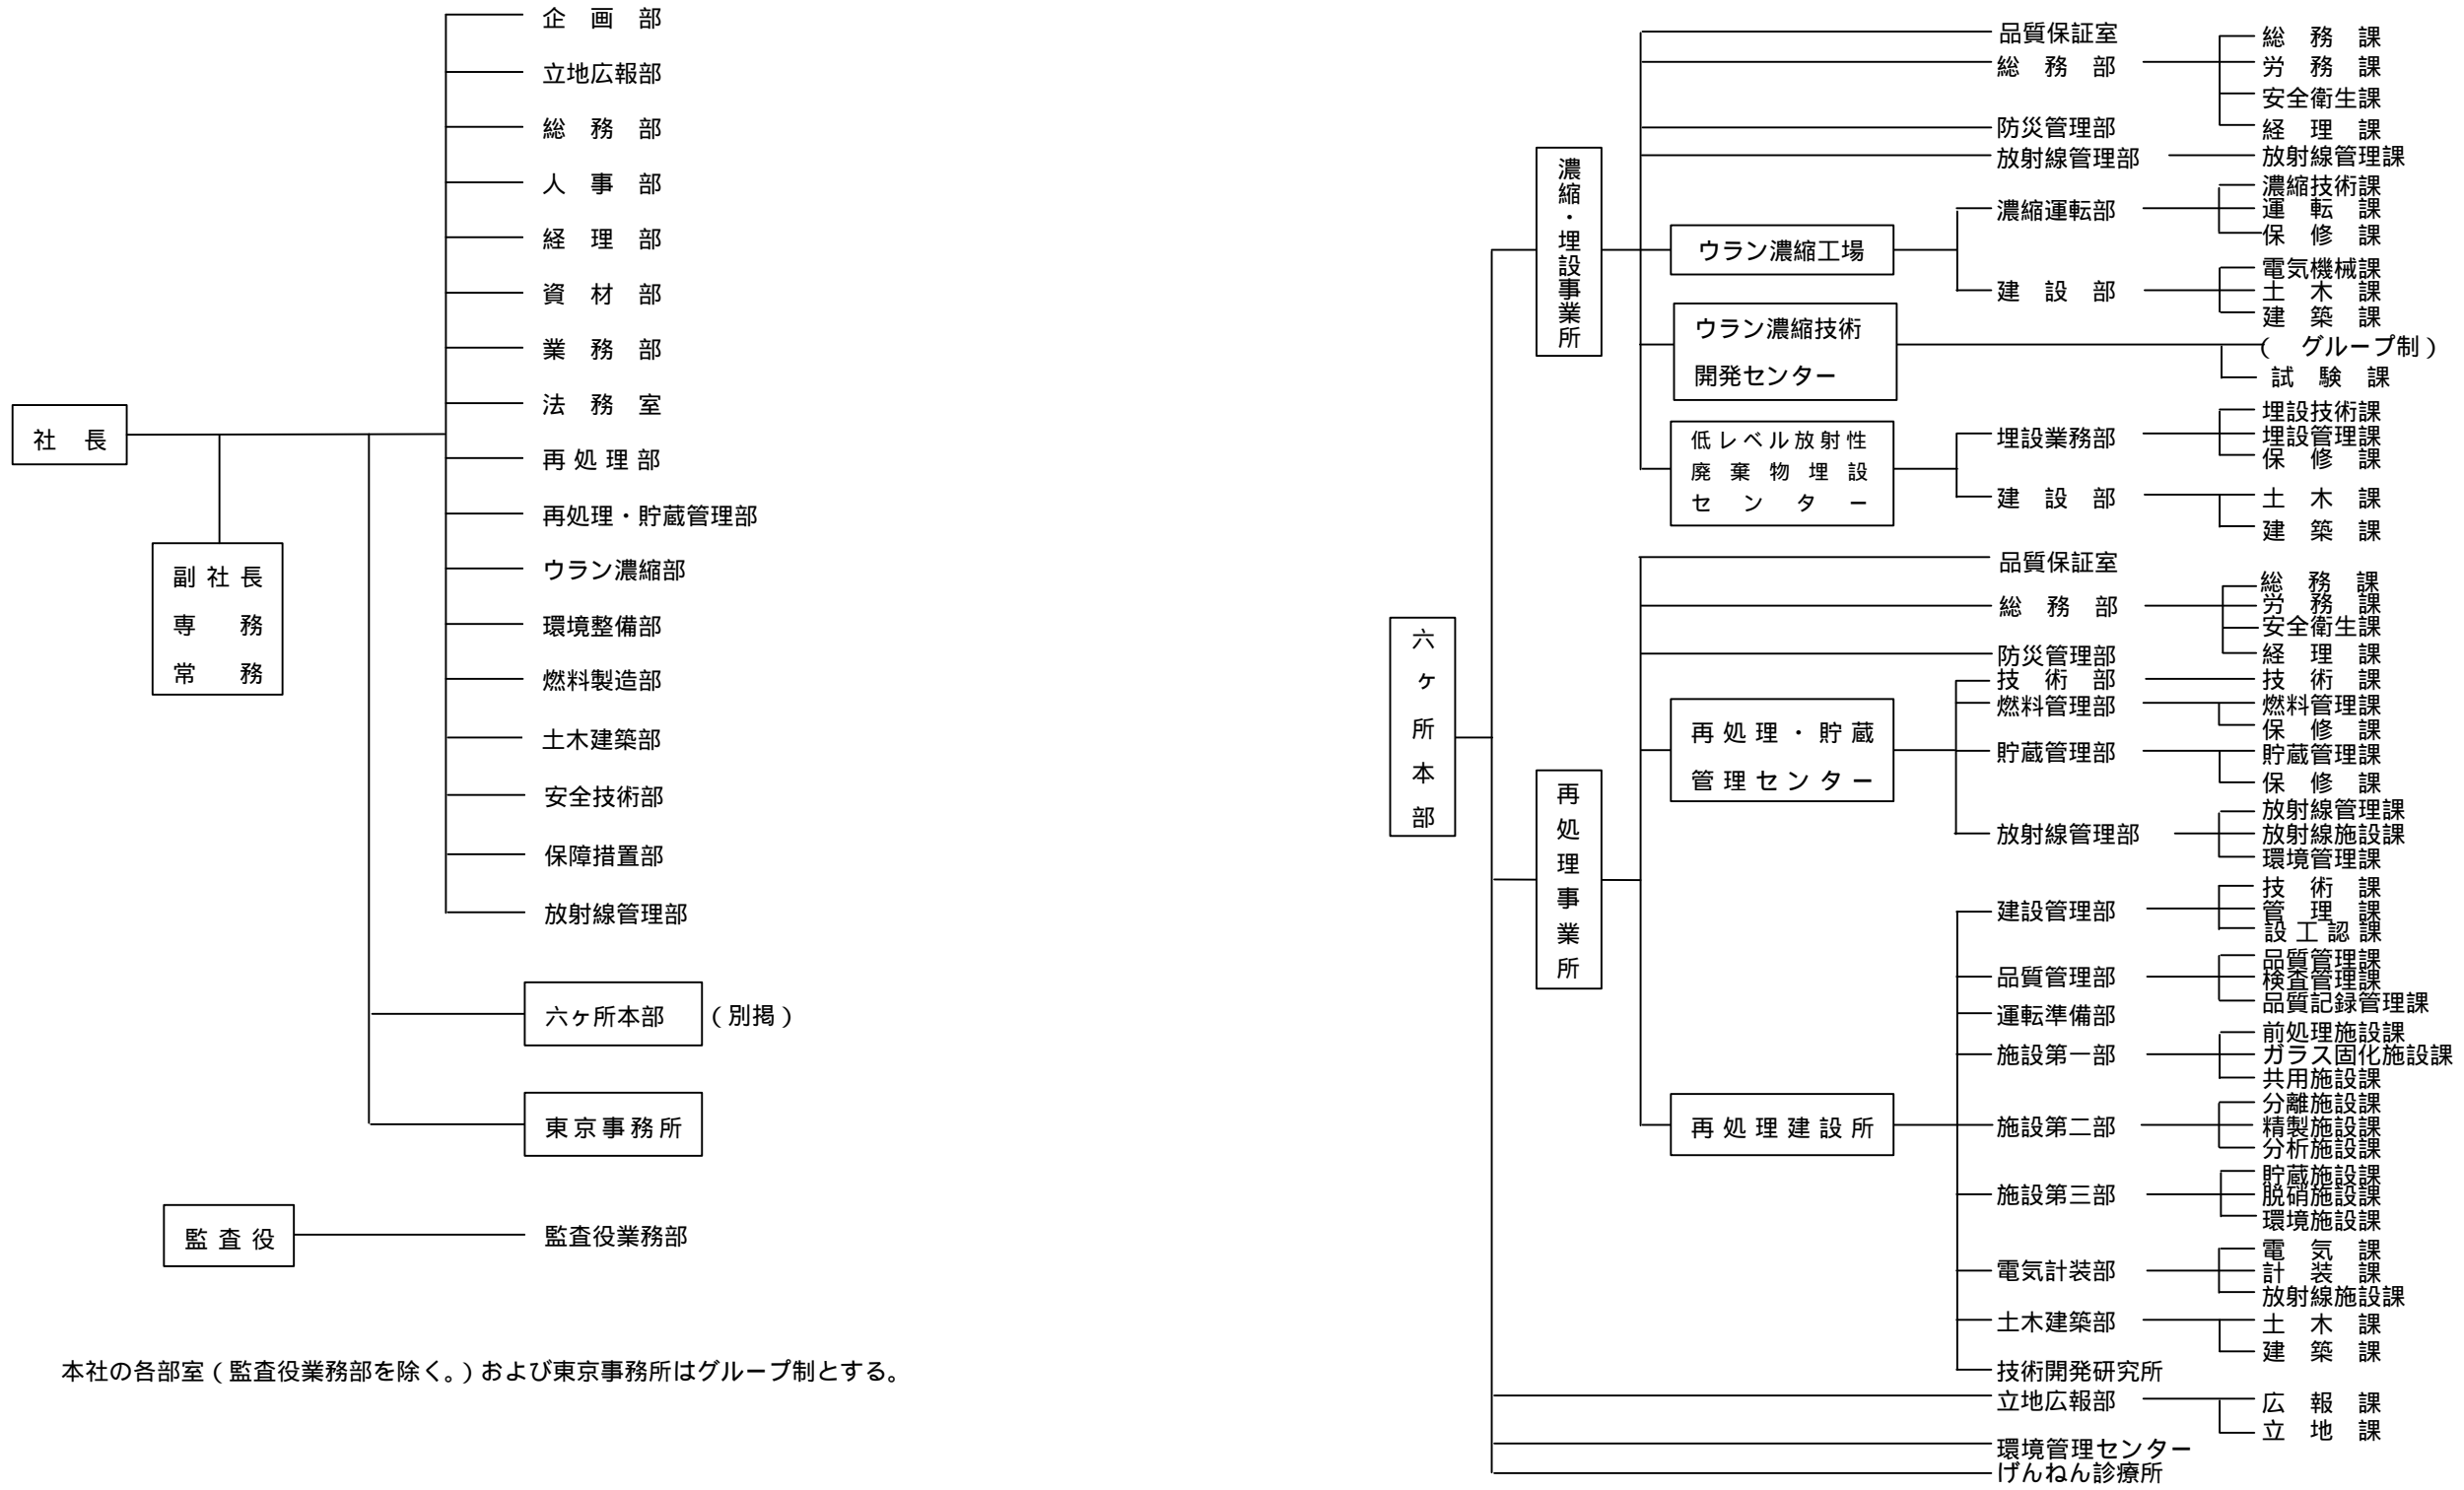 企　画　部
立地広報部
総　務　部
人　事　部
経　理　部
資　材　部
業　務　部
法　務　室
再 処 理 部
再処理・貯蔵管理部
ウラン濃縮部
環境整備部
燃料製造部
土木建築部
安全技術部
保障措置部
放射線管理部
社　長
副 社 長
専　　務
常　　務
六ヶ所本部
（別掲）
東京事務所
監 査 役
監査役業務部
本社の各部室（監査役業務部を除く。）および東京事務所はグループ制とする。
六ヶ所本部
濃縮・埋設事業所
品質保証室
総　務　部
総　務　課
労　務　課
安全衛生課
経　理　課
防災管理部
放射線管理部
放射線管理課
ウラン濃縮工場
濃縮運転部
濃縮技術課
運　転　課
保　修　課
建　設　部
電気機械課
土　木　課
建　築　課
ウラン濃縮技術
開発センター
（　グループ制）
試　験　課
低レベル放射性
廃棄物埋設
センター
埋設業務部
埋設技術課
埋設管理課
保　修　課
建　設　部
土　木　課
建　築　課
再処理事業所
品質保証室
総　務　部
総　務　課
労　務　課
安全衛生課
経　理　課
防災管理部
再処理・貯蔵
管理センター
技　術　部
技　術　課
燃料管理部
燃料管理課
保　修　課
貯蔵管理部
貯蔵管理課
保　修　課
放射線管理部
放射線管理課
放射線施設課
環境管理課
再処理建設所
建設管理部
技　術　課
管　理　課
設 工 認 課
品質管理部
品質管理課
検査管理課
品質記録管理課
運転準備部
施設第一部
前処理施設課
ガラス固化施設課
共用施設課
施設第二部
分離施設課
精製施設課
分析施設課
施設第三部
貯蔵施設課
脱硝施設課
環境施設課
電気計装部
電　気　課
計　装　課
放射線施設課
土木建築部
土　木　課
建　築　課
技術開発研究所
立地広報部
広　報　課
立　地　課
環境管理センター
げんねん診療所